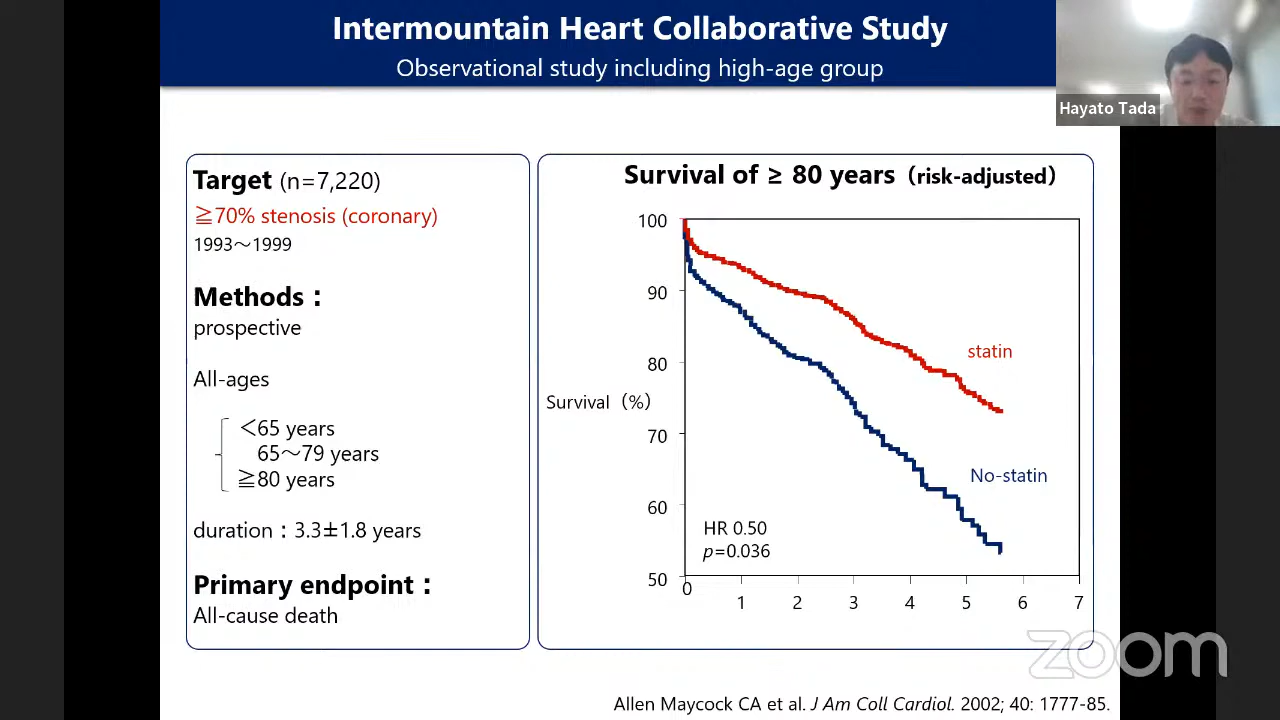 Intermountain Heart Collaborative Study
Observational study including high-age group
Hayato Tada
Target (n=7,220)
≧70% stenosis (coronary)
1993～1999
Methods：
prospective
All-ages
＜65 years
65～79 years
≧80 years
duration：3.3±1.8 years
Primary endpoint：
All-cause death
Survival of ≥ 80 years（risk-adjusted）
100
90
80
70
60
50
Survival（%）
statin
No-statin
HR 0.50
p=0.036
0 1 2 3 4 5 6 7
zoom
Allen Maycock CA et al. J Am Coll Cardiol. 2002; 40: 1777-85.